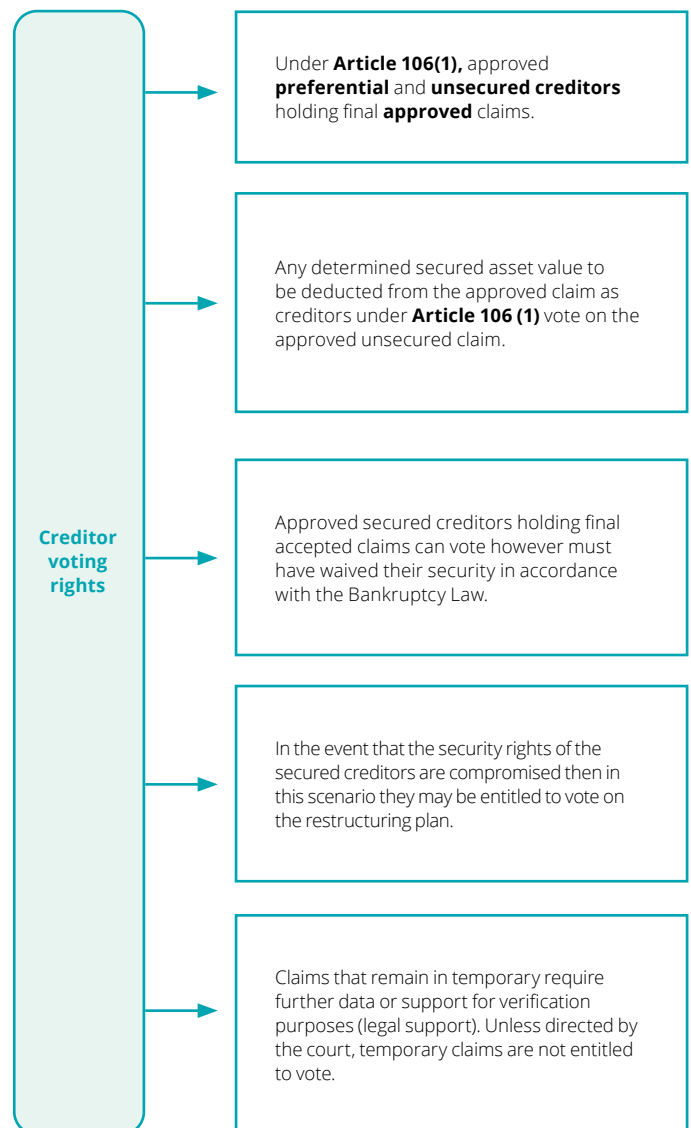 Creditor
voting
rights
Under Article 106(1), approved
preferential and unsecured creditors
holding final approved claims.
Any determined secured asset value to
be deducted from the approved claim as
creditors under Article 106 (1) vote on the
approved unsecured claim.
Approved secured creditors holding final
accepted claims can vote however must
have waived their security in accordance
with the Bankruptcy Law.
In the event that the security rights of the
secured creditors are compromised then in
this scenario they may be entitled to vote on
the restructuring plan.
Claims that remain in temporary require
further data or support for verification
purposes (legal support). Unless directed by
the court, temporary claims are not entitled
to vote.